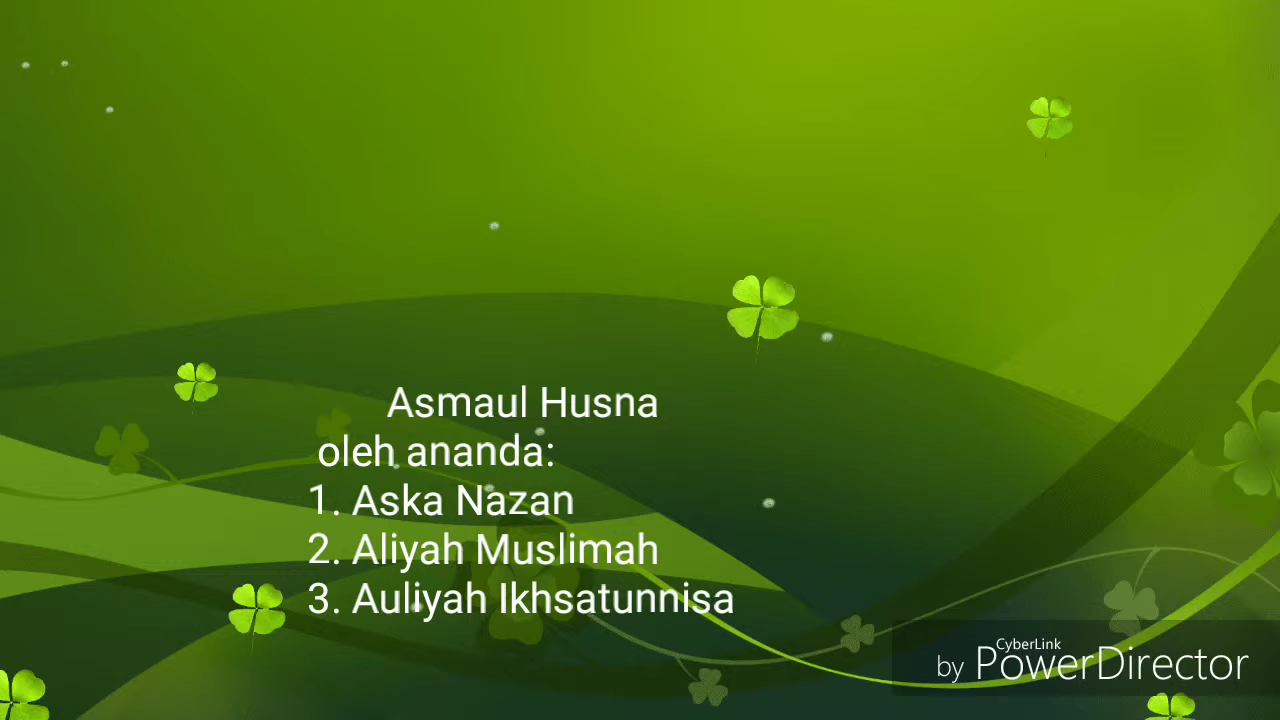 Asmaul Husna
oleh ananda:
1. Aska Nazan
2. Aliyah Muslimah
3. Auliyah Ikhsatunnisa
CyberLink
by PowerDirector